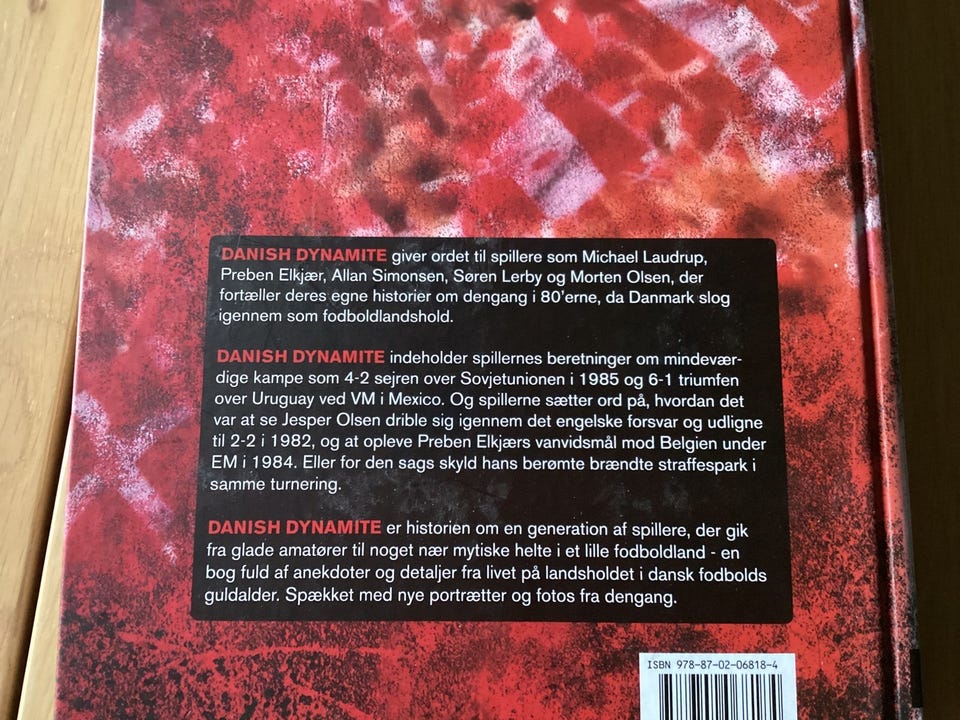 DANISH DYNAMITE giver ordet til spillere som Michael Laudrup,
Preben Elkjær, Allan Simonsen, Søren Lerby og Morten Olsen, der
fortæller deres egne historier om dengang i 80'erne, da Danmark slog
igennem som fodboldlandshold.
DANISH DYNAMITE indeholder spillernes beretninger om mindevær-
dige kampe som 4-2 sejren over Sovjetunionen i 1985 og 6-1 triumfen
over Uruguay ved VM i Mexico. Og spillerne sætter ord på, hvordan det
var at se Jesper Olsen drible sig igennem det engelske forsvar og udligne
til 2-2 i 1982, og at opleve Preben Elkjærs vanvidsmål mod Belgien under
EM i 1984. Eller for den sags skyld hans berømte brændte straffespark i
samme turnering.
DANISH DYNAMITE er historien om en generation af spillere, der gik
fra glade amatører til noget nær mytiske helte i et lille fodboldland - en
bog fuld af anekdoter og detaljer fra livet på landsholdet i dansk fodbolds
guldalder. Spækket med nye portrætter og fotos fra dengang.
ISBN 978-87-02-06818-4